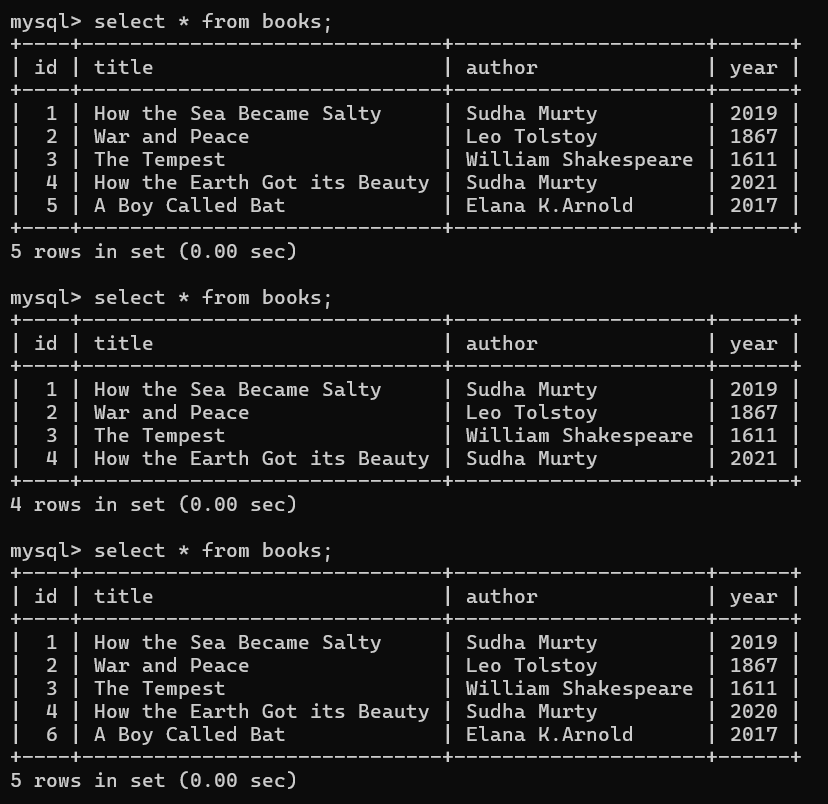 mysql> select * from books;
+----+------------------------------+---------------------+------+
| id | title                        | author              | year |
+----+------------------------------+---------------------+------+
|  1 | How the Sea Became Salty     | Sudha Murty         | 2019 |
|  2 | War and Peace                | Leo Tolstoy         | 1867 |
|  3 | The Tempest                  | William Shakespeare | 1611 |
|  4 | How the Earth Got its Beauty | Sudha Murty         | 2021 |
|  5 | A Boy Called Bat             | Elana K.Arnold      | 2017 |
+----+------------------------------+---------------------+------+
5 rows in set (0.00 sec)

mysql> select * from books;
+----+------------------------------+---------------------+------+
| id | title                        | author              | year |
+----+------------------------------+---------------------+------+
|  1 | How the Sea Became Salty     | Sudha Murty         | 2019 |
|  2 | War and Peace                | Leo Tolstoy         | 1867 |
|  3 | The Tempest                  | William Shakespeare | 1611 |
|  4 | How the Earth Got its Beauty | Sudha Murty         | 2021 |
+----+------------------------------+---------------------+------+
4 rows in set (0.00 sec)

mysql> select * from books;
+----+------------------------------+---------------------+------+
| id | title                        | author              | year |
+----+------------------------------+---------------------+------+
|  1 | How the Sea Became Salty     | Sudha Murty         | 2019 |
|  2 | War and Peace                | Leo Tolstoy         | 1867 |
|  3 | The Tempest                  | William Shakespeare | 1611 |
|  4 | How the Earth Got its Beauty | Sudha Murty         | 2020 |
|  6 | A Boy Called Bat             | Elana K.Arnold      | 2017 |
+----+------------------------------+---------------------+------+
5 rows in set (0.00 sec)